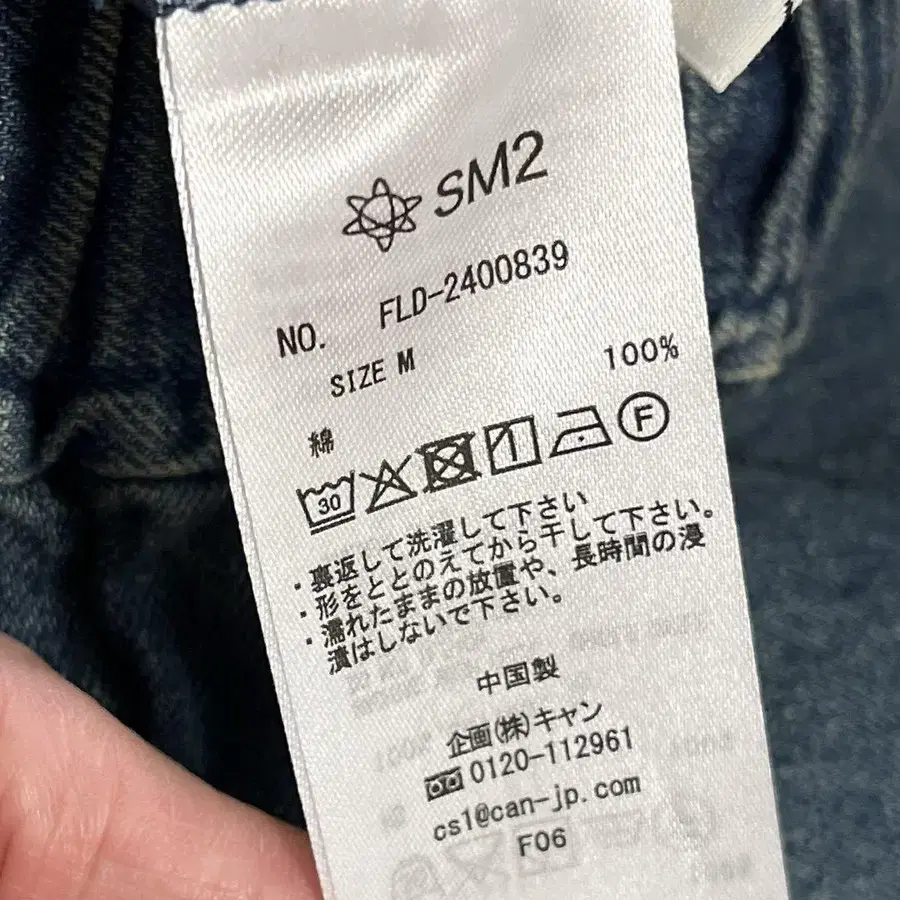 SM2
NO. FLD-2400839
SIZE M
綿 100%
30 F
・裏返して洗濯して下さい
・形をととのえてから干して下さい。
・濡れたままの放置や、長時間の浸
漬はしないで下さい。
中国製
企画(株)キャン
0120-112961
cs1@can-jp.com
F06